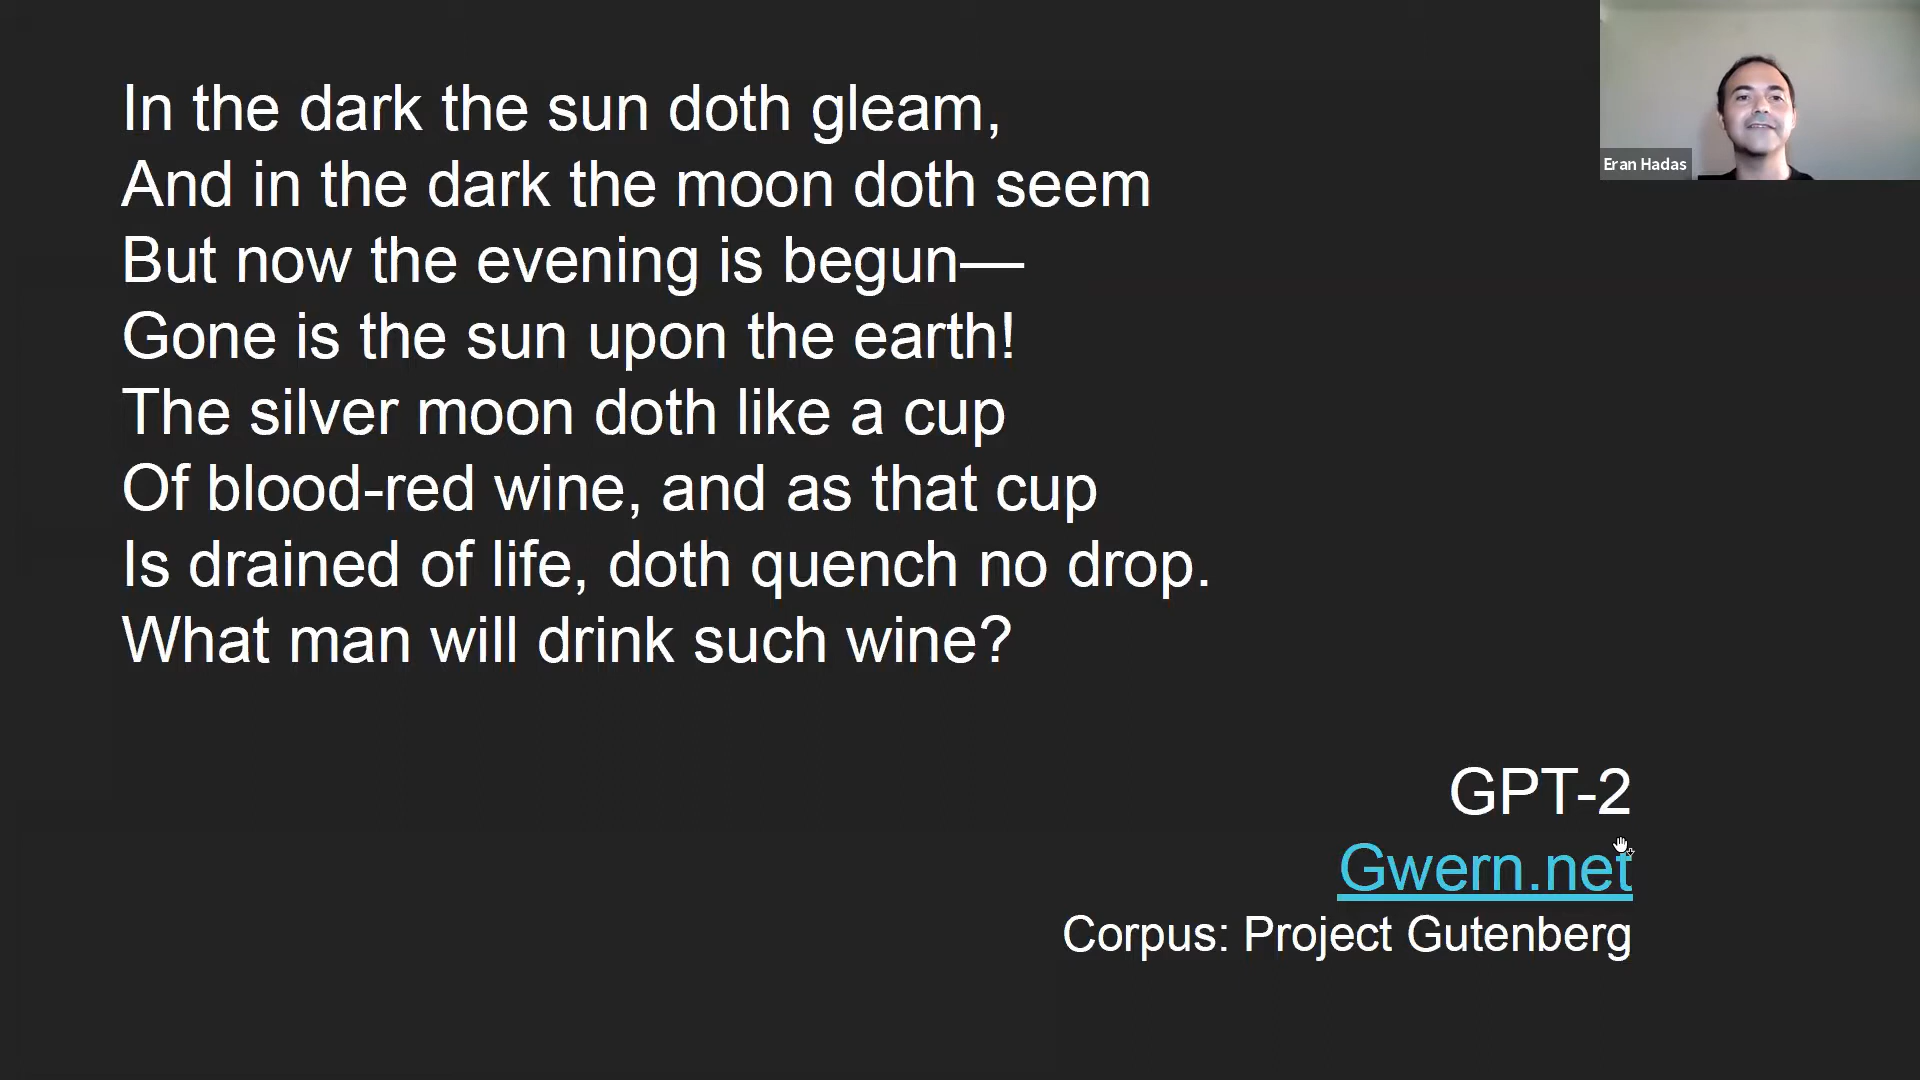 In the dark the sun doth gleam,
And in the dark the moon doth seem
But now the evening is begun—
Gone is the sun upon the earth!
The silver moon doth like a cup
Of blood-red wine, and as that cup
Is drained of life, doth quench no drop.
What man will drink such wine?
GPT-2
Gwern.net
Corpus: Project Gutenberg
Eran Hadas